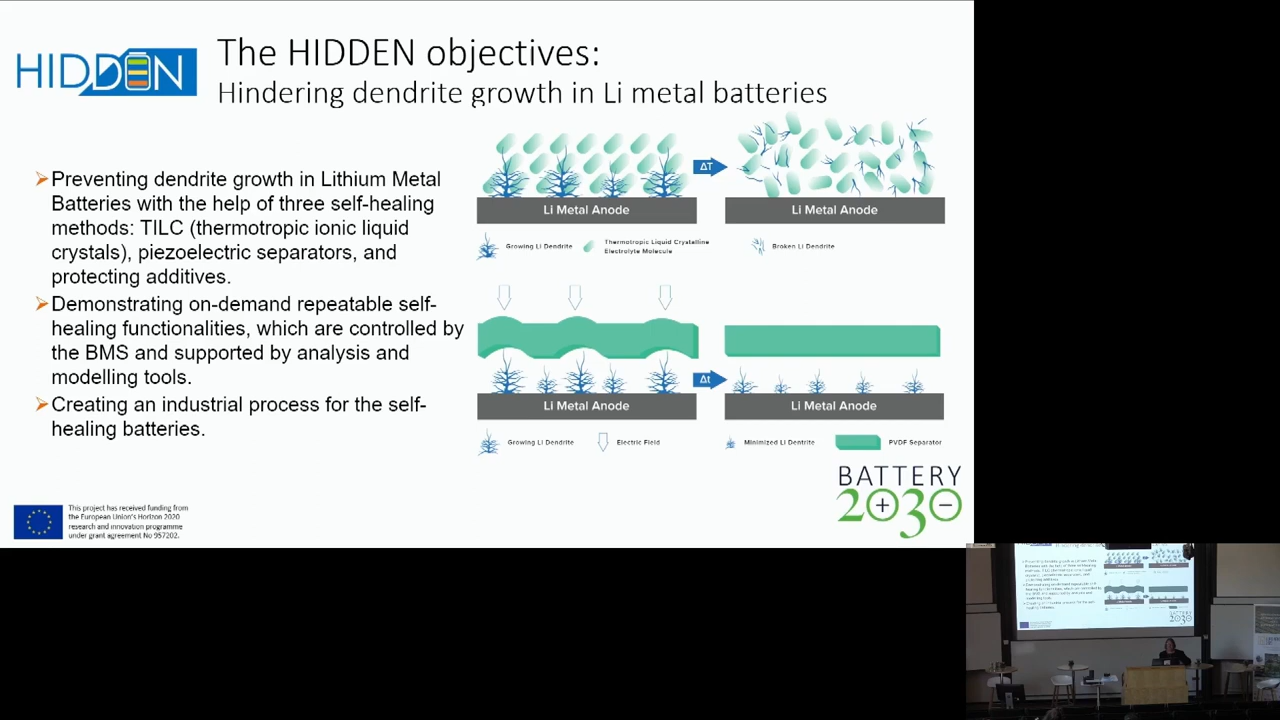 HIDDEN
The HIDDEN objectives:
Hindering dendrite growth in Li metal batteries
Preventing dendrite growth in Lithium Metal
Batteries with the help of three self-healing
methods: TILC (thermotropic ionic liquid
crystals), piezoelectric separators, and
protecting additives.
Demonstrating on-demand repeatable self-
healing functionalities, which are controlled by
the BMS and supported by analysis and
modelling tools.
Creating an industrial process for the self-
healing batteries.
ΔT
Li Metal Anode
Li Metal Anode
Growing Li Dendrite
Thermotropic Liquid Crystalline
Electrolyte Molecule
Broken Li Dendrite
Δt
Li Metal Anode
Li Metal Anode
Growing Li Dendrite
Electric Field
Minimized Li Dentrite
PVDF Separator
This project has received funding from
the European Union's Horizon 2020
research and innovation programme
under grant agreement No 957202.
BATTERY
2030